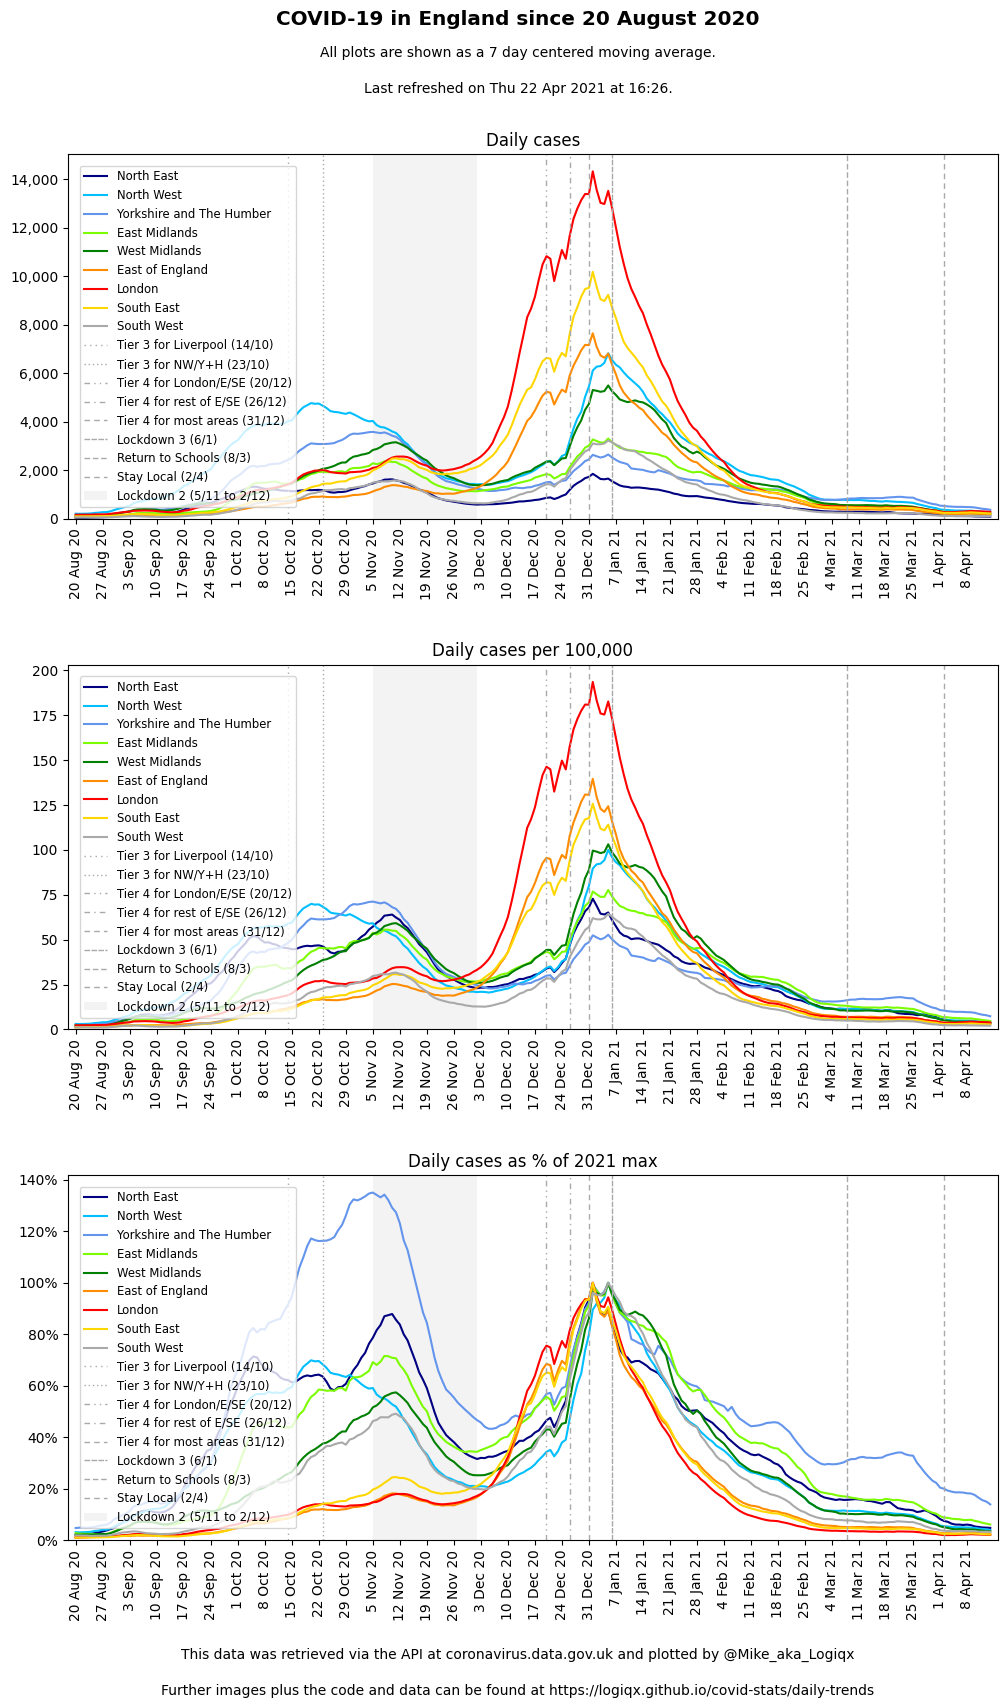 COVID-19 in England since 20 August 2020
All plots are shown as a 7 day centered moving average.
Last refreshed on Thu 22 Apr 2021 at 16:26.
Daily cases
14,000
12,000
10,000
8,000
6,000
4,000
2,000
0
North East
North West
Yorkshire and The Humber
East Midlands
West Midlands
East of England
London
South East
South West
Tier 3 for Liverpool (14/10)
Tier 3 for NW/Y+H (23/10)
Tier 4 for London/E/SE (20/12)
Tier 4 for rest of E/SE (26/12)
Tier 4 for most areas (31/12)
Lockdown 3 (6/1)
Return to Schools (8/3)
Stay Local (2/4)
Lockdown 2 (5/11 to 2/12)
20 Aug 20
27 Aug 20
3 Sep 20
10 Sep 20
17 Sep 20
24 Sep 20
1 Oct 20
8 Oct 20
15 Oct 20
22 Oct 20
29 Oct 20
5 Nov 20
12 Nov 20
19 Nov 20
26 Nov 20
3 Dec 20
10 Dec 20
17 Dec 20
24 Dec 20
31 Dec 20
7 Jan 21
14 Jan 21
21 Jan 21
28 Jan 21
4 Feb 21
11 Feb 21
18 Feb 21
25 Feb 21
4 Mar 21
11 Mar 21
18 Mar 21
25 Mar 21
1 Apr 21
8 Apr 21
Daily cases per 100,000
200
175
150
125
100
75
50
25
0
North East
North West
Yorkshire and The Humber
East Midlands
West Midlands
East of England
London
South East
South West
Tier 3 for Liverpool (14/10)
Tier 3 for NW/Y+H (23/10)
Tier 4 for London/E/SE (20/12)
Tier 4 for rest of E/SE (26/12)
Tier 4 for most areas (31/12)
Lockdown 3 (6/1)
Return to Schools (8/3)
Stay Local (2/4)
Lockdown 2 (5/11 to 2/12)
20 Aug 20
27 Aug 20
3 Sep 20
10 Sep 20
17 Sep 20
24 Sep 20
1 Oct 20
8 Oct 20
15 Oct 20
22 Oct 20
29 Oct 20
5 Nov 20
12 Nov 20
19 Nov 20
26 Nov 20
3 Dec 20
10 Dec 20
17 Dec 20
24 Dec 20
31 Dec 20
7 Jan 21
14 Jan 21
21 Jan 21
28 Jan 21
4 Feb 21
11 Feb 21
18 Feb 21
25 Feb 21
4 Mar 21
11 Mar 21
18 Mar 21
25 Mar 21
1 Apr 21
8 Apr 21
Daily cases as % of 2021 max
140%
120%
100%
80%
60%
40%
20%
0%
North East
North West
Yorkshire and The Humber
East Midlands
West Midlands
East of England
London
South East
South West
Tier 3 for Liverpool (14/10)
Tier 3 for NW/Y+H (23/10)
Tier 4 for London/E/SE (20/12)
Tier 4 for rest of E/SE (26/12)
Tier 4 for most areas (31/12)
Lockdown 3 (6/1)
Return to Schools (8/3)
Stay Local (2/4)
Lockdown 2 (5/11 to 2/12)
20 Aug 20
27 Aug 20
3 Sep 20
10 Sep 20
17 Sep 20
24 Sep 20
1 Oct 20
8 Oct 20
15 Oct 20
22 Oct 20
29 Oct 20
5 Nov 20
12 Nov 20
19 Nov 20
26 Nov 20
3 Dec 20
10 Dec 20
17 Dec 20
24 Dec 20
31 Dec 20
7 Jan 21
14 Jan 21
21 Jan 21
28 Jan 21
4 Feb 21
11 Feb 21
18 Feb 21
25 Feb 21
4 Mar 21
11 Mar 21
18 Mar 21
25 Mar 21
1 Apr 21
8 Apr 21
This data was retrieved via the API at coronavirus.data.gov.uk and plotted by @Mike_aka_Logiqx
Further images plus the code and data can be found at https://logiqx.github.io/covid-stats/daily-trends